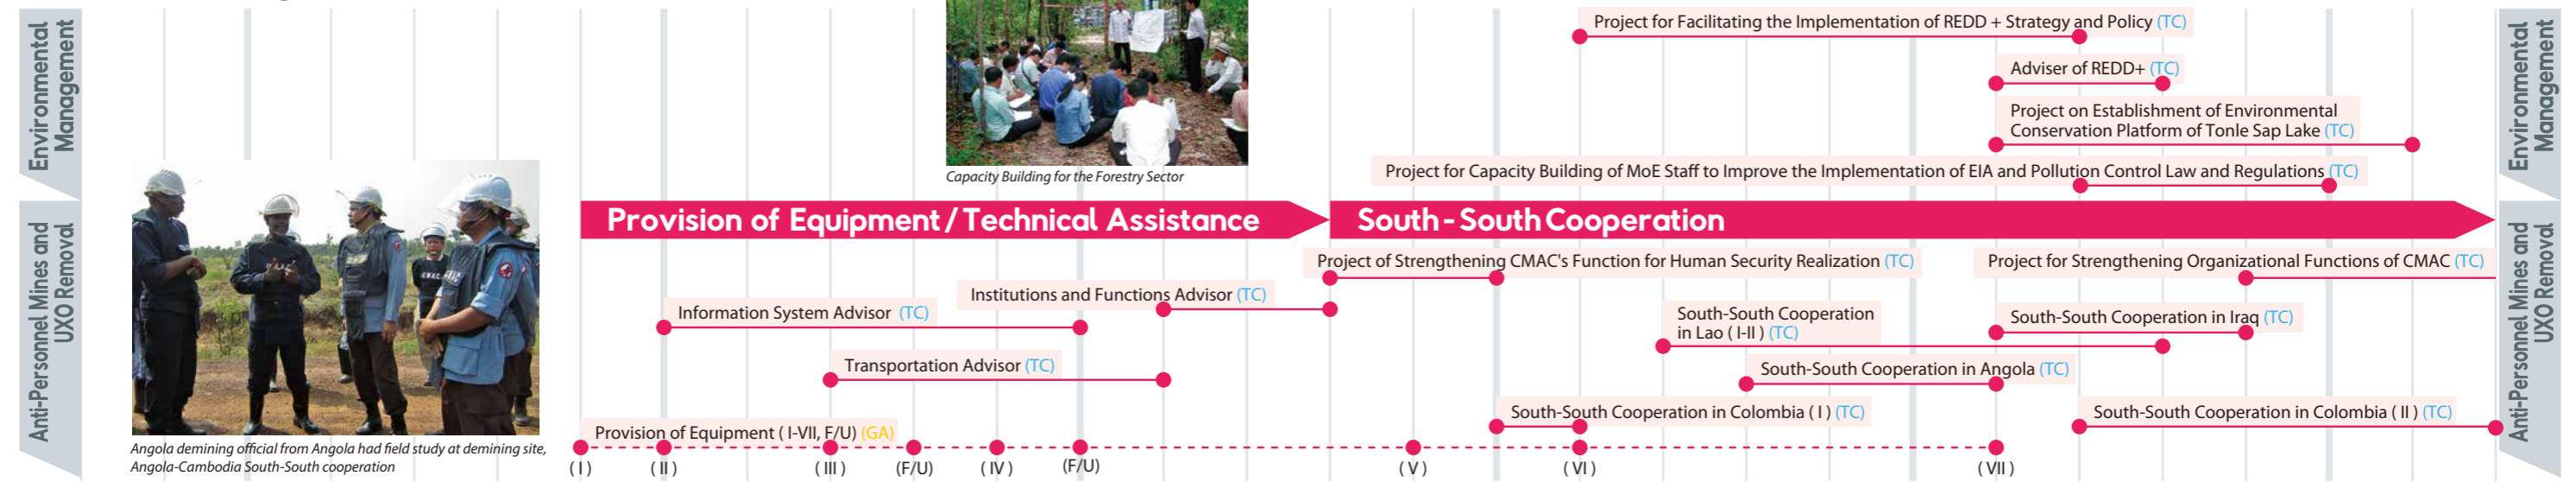 Environmental
Management
Project for Facilitating the Implementation of REDD + Strategy and Policy (TC)
Adviser of REDD+ (TC)
Project on Establishment of Environmental
Conservation Platform of Tonle Sap Lake (TC)
Capacity Building for the Forestry Sector
Project for Capacity Building of MoE Staff to Improve the Implementation of EIA and Pollution Control Law and Regulations (TC)
Environmental
Management
Anti-Personnel Mines and
UXO Removal
Provision of Equipment / Technical Assistance
South - South Cooperation
Project of Strengthening CMAC's Function for Human Security Realization (TC)
Project for Strengthening Organizational Functions of CMAC (TC)
Institutions and Functions Advisor (TC)
Information System Advisor (TC)
South-South Cooperation
in Lao ( I-II ) (TC)
South-South Cooperation in Iraq (TC)
Transportation Advisor (TC)
South-South Cooperation in Angola (TC)
South-South Cooperation in Colombia ( I ) (TC)
South-South Cooperation in Colombia ( II ) (TC)
Provision of Equipment ( I-VII, F/U) (GA)
( I ) ( II ) ( III ) (F/U) ( IV ) (F/U) ( V ) ( VI ) ( VII )
Angola demining official from Angola had field study at demining site,
Angola-Cambodia South-South cooperation
Anti-Personnel Mines and
UXO Removal